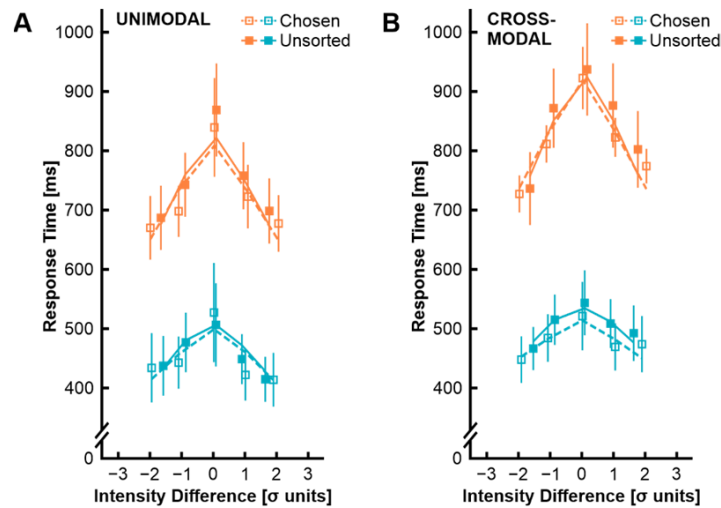 A
UNIMODAL
Chosen
Unsorted
1000
900
800
700
600
500
400
0
Response Time [ms]
−3 −2 −1 0 1 2 3
Intensity Difference [σ units]
B
CROSS-
MODAL
Chosen
Unsorted
1000
900
800
700
600
500
400
0
Response Time [ms]
−3 −2 −1 0 1 2 3
Intensity Difference [σ units]